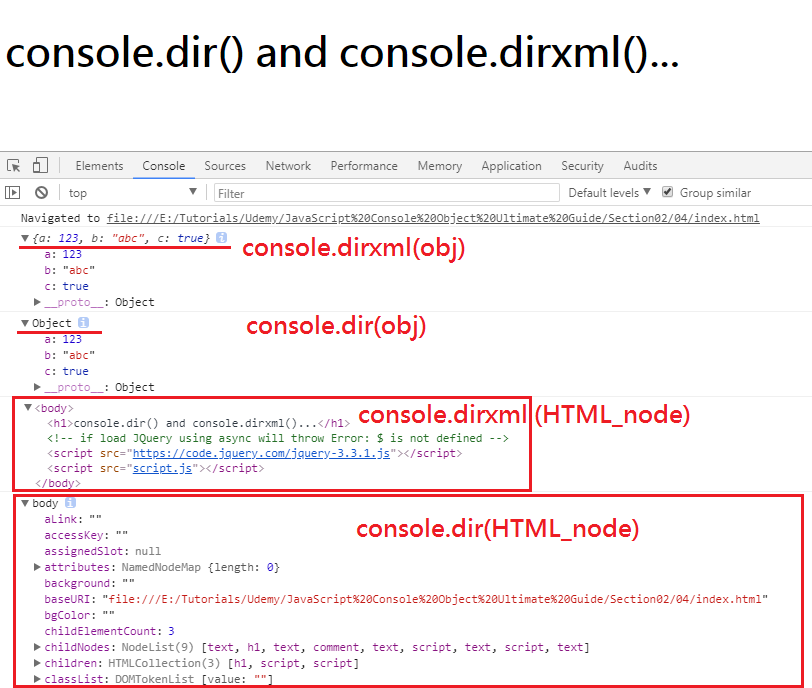 console.dir() and console.dirxml()...
Elements Console Sources Network Performance Memory Application Security Audits
top ▼ Filter Default levels ▼ Group similar
Navigated to file:///E:/Tutorials/Udemy/JavaScript%20Console%20Object%20Ultimate%20Guide/Section02/04/index.html
▼{a: 123, b: "abc", c: true} i console.dirxml(obj)
a: 123
b: "abc"
c: true
▶__proto__: Object
▼Object i console.dir(obj)
a: 123
b: "abc"
c: true
▶__proto__: Object
▼<body>
<h1>console.dir() and console.dirxml()...</h1> console.dirxml(HTML_node)
<!-- if load JQuery using async will throw Error: $ is not defined -->
<script src="https://code.jquery.com/jquery-3.3.1.js"></script>
<script src="script.js"></script>
</body>
▼body i
aLink: ""
accessKey: "" console.dir(HTML_node)
assignedSlot: null
▶attributes: NamedNodeMap {length: 0}
background: ""
baseURI: "file:///E:/Tutorials/Udemy/JavaScript%20Console%20Object%20Ultimate%20Guide/Section02/04/index.html"
bgColor: ""
childElementCount: 3
▶childNodes: NodeList(9) [text, h1, text, comment, text, script, text, script, text]
▶children: HTMLCollection(3) [h1, script, script]
▶classList: DOMTokenList [value: ""]